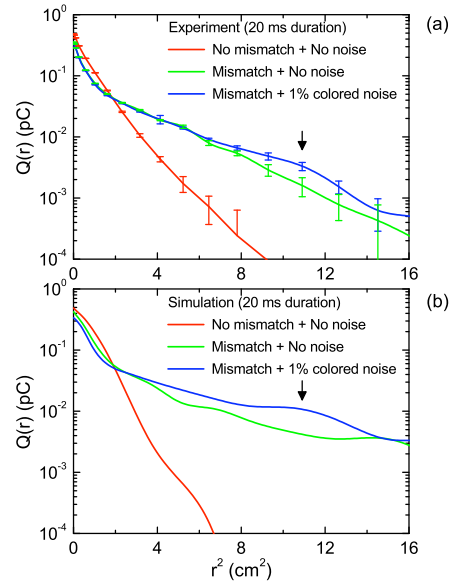 (a)
Experiment (20 ms duration)
No mismatch + No noise
Mismatch + No noise
Mismatch + 1% colored noise
Q(r) (pC)
10^0
10^-1
10^-2
10^-3
10^-4
0 4 8 12 16
(b)
Simulation (20 ms duration)
No mismatch + No noise
Mismatch + No noise
Mismatch + 1% colored noise
Q(r) (pC)
10^0
10^-1
10^-2
10^-3
10^-4
0 4 8 12 16
r^2 (cm^2)